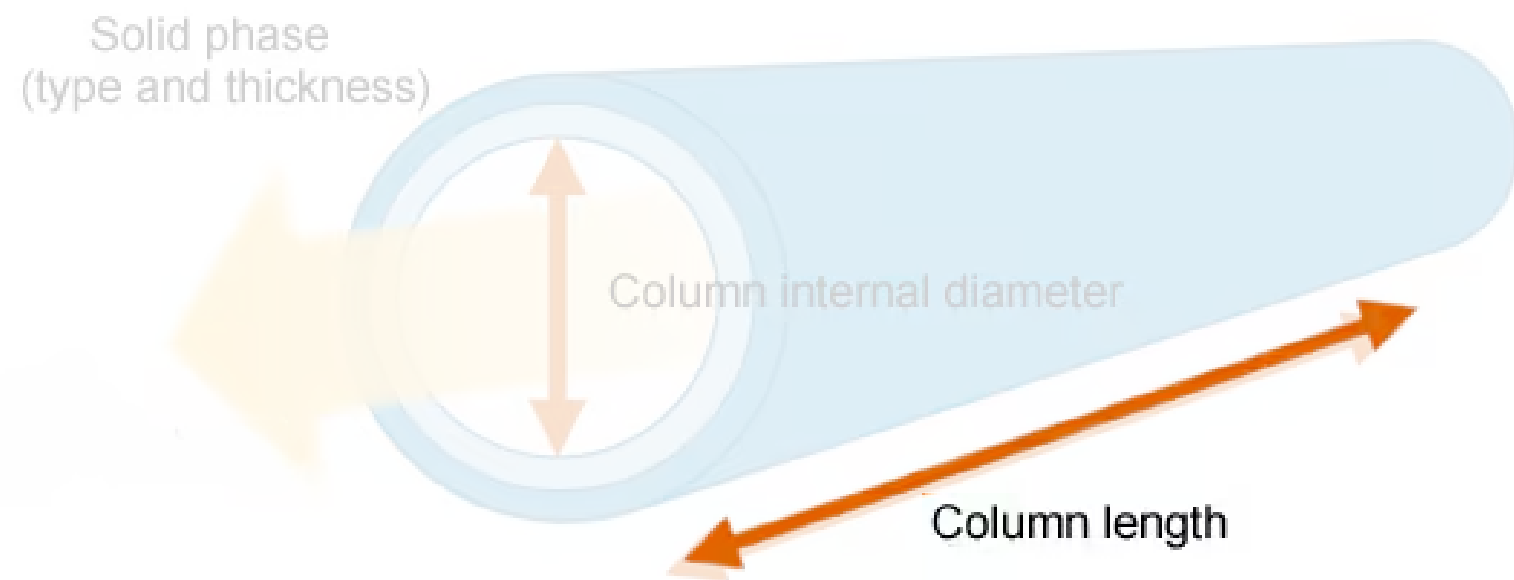 Solid phase
(type and thickness)
Column internal diameter
Column length